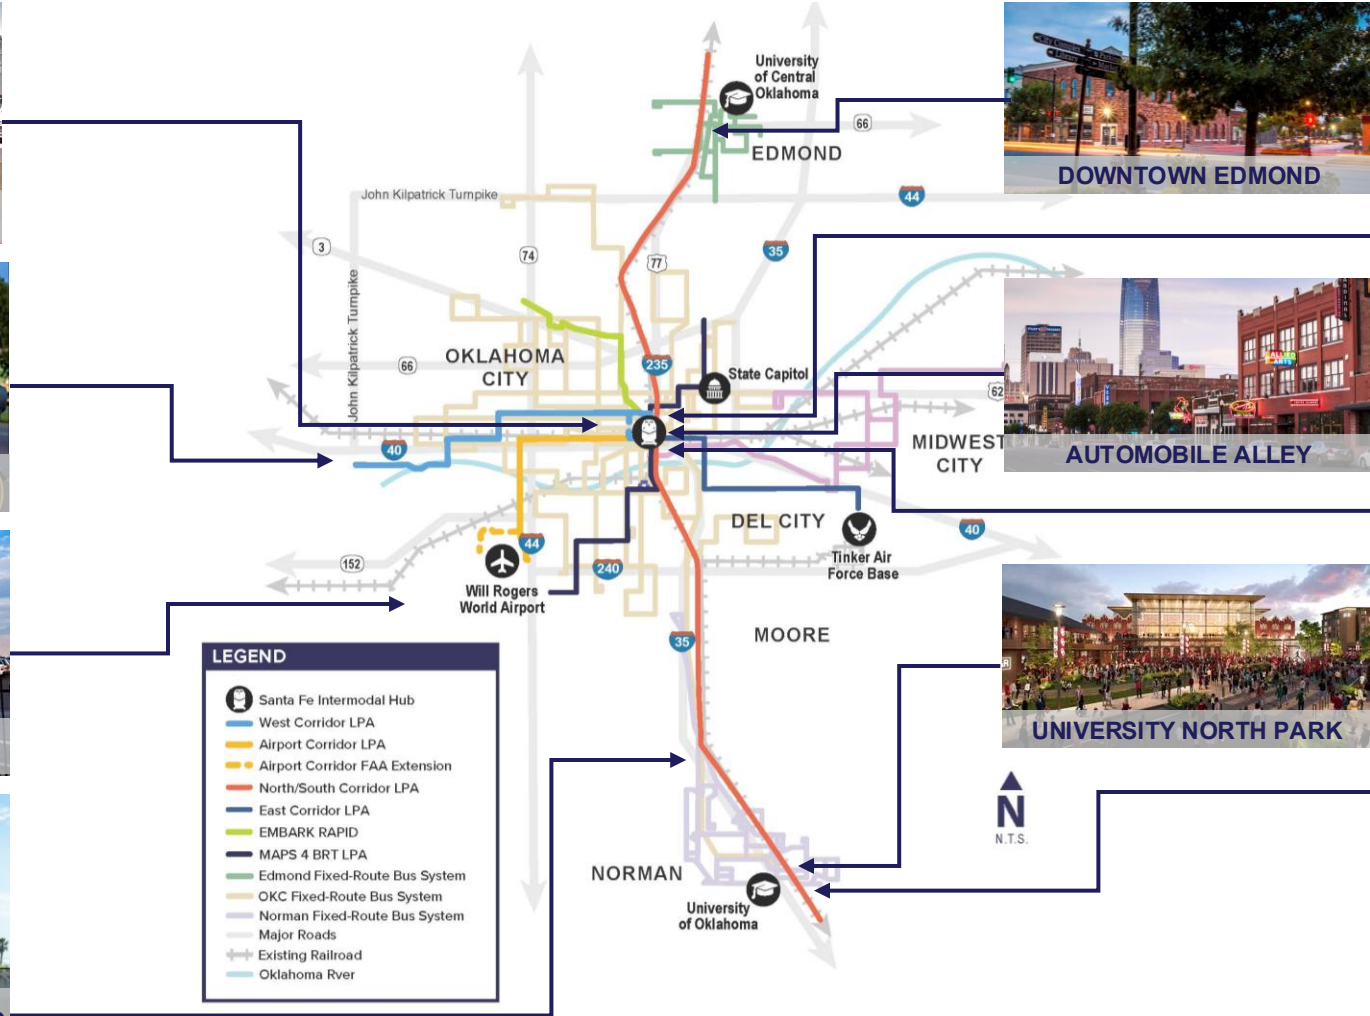 University
of Central
Oklahoma
66
EDMOND
DOWNTOWN EDMOND
John Kilpatrick Turnpike
44
3
74
77
35
John Kilpatrick Turnpike
OKLAHOMA
CITY
66
235
State Capitol
62
40
MIDWEST
CITY
AUTOMOBILE ALLEY
DEL CITY
40
44
152
240
Will Rogers
World Airport
Tinker Air
Force Base
MOORE
35
UNIVERSITY NORTH PARK
LEGEND
Santa Fe Intermodal Hub
West Corridor LPA
Airport Corridor LPA
Airport Corridor FAA Extension
North/South Corridor LPA
East Corridor LPA
EMBARK RAPID
MAPS 4 BRT LPA
Edmond Fixed-Route Bus System
OKC Fixed-Route Bus System
Norman Fixed-Route Bus System
Major Roads
Existing Railroad
Oklahoma Rver
N
N.T.S.
NORMAN
University
of Oklahoma